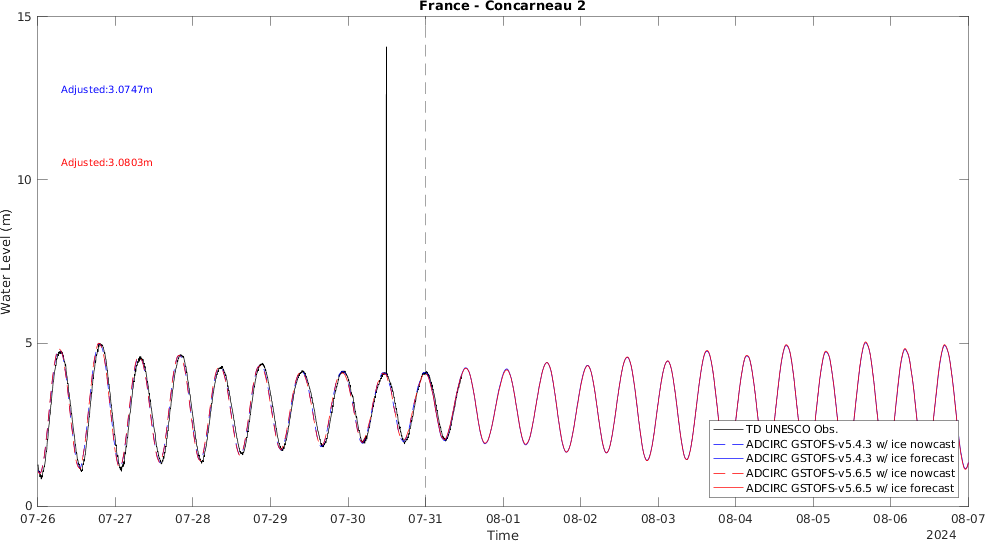 France - Concarneau 2
15
10
5
0
Water Level (m)
Adjusted:3.0747m
Adjusted:3.0803m
TD UNESCO Obs.
ADCIRC GSTOFS-v5.4.3 w/ ice nowcast
ADCIRC GSTOFS-v5.4.3 w/ ice forecast
ADCIRC GSTOFS-v5.6.5 w/ ice nowcast
ADCIRC GSTOFS-v5.6.5 w/ ice forecast
07-26 07-27 07-28 07-29 07-30 07-31 08-01 08-02 08-03 08-04 08-05 08-06 08-07
Time
2024